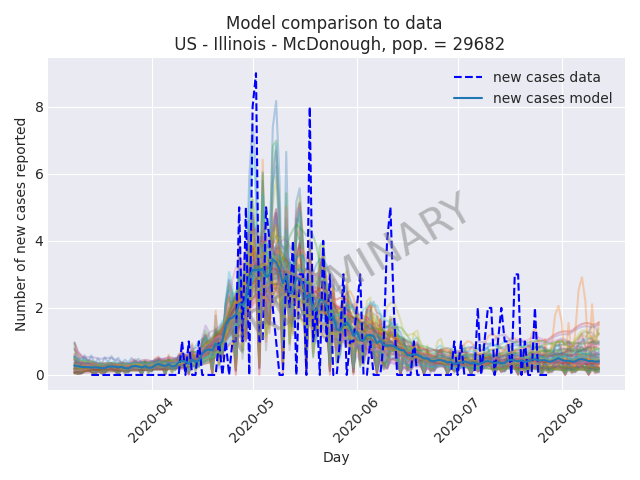 Model comparison to data
US - Illinois - McDonough, pop. = 29682
new cases data
new cases model
Number of new cases reported
8
6
4
2
0
2020-04
2020-05
2020-06
2020-07
2020-08
Day